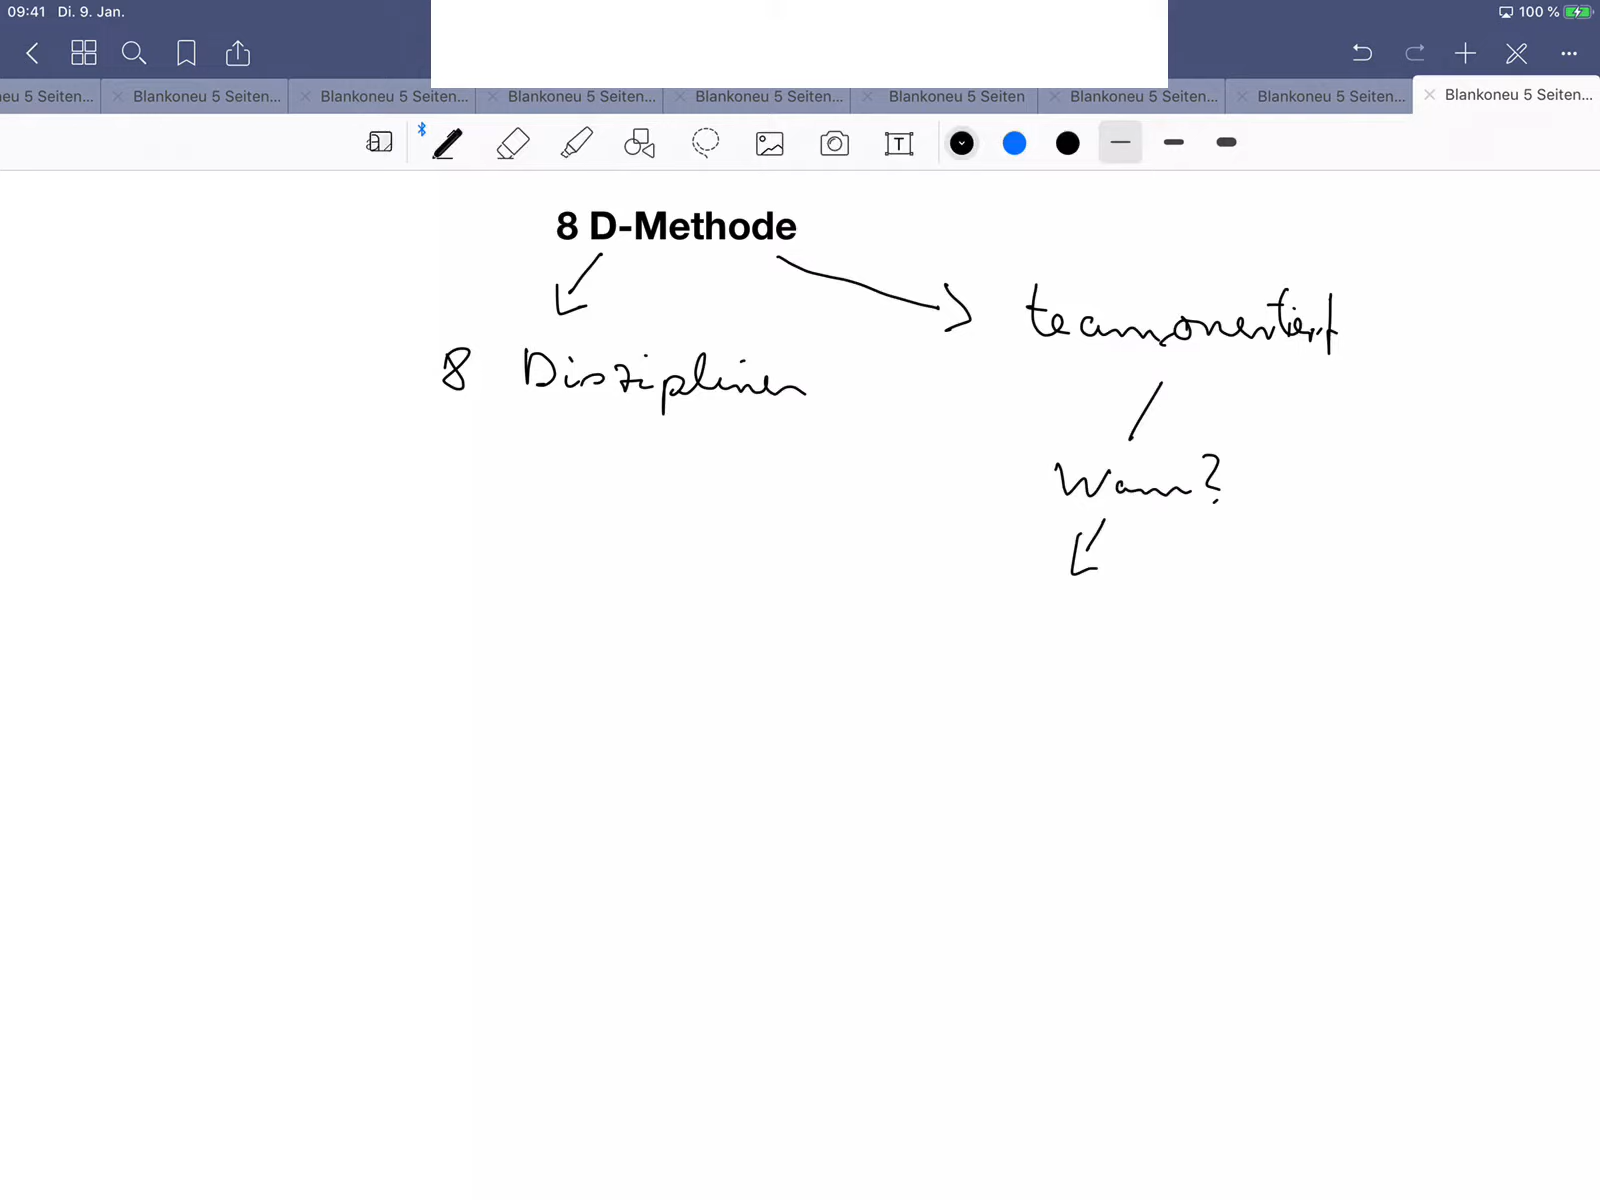 09:41 Di. 9. Jan. 100 %
eu 5 Seiten... Blankoneu 5 Seiten... Blankoneu 5 Seiten... Blankoneu 5 Seiten... Blankoneu 5 Seiten... Blankoneu 5 Seiten Blankoneu 5 Seiten... Blankoneu 5 Seiten... Blankoneu 5 Seiten...
T
8 D-Methode
teamorientiert
8 Disziplinen
Wann?